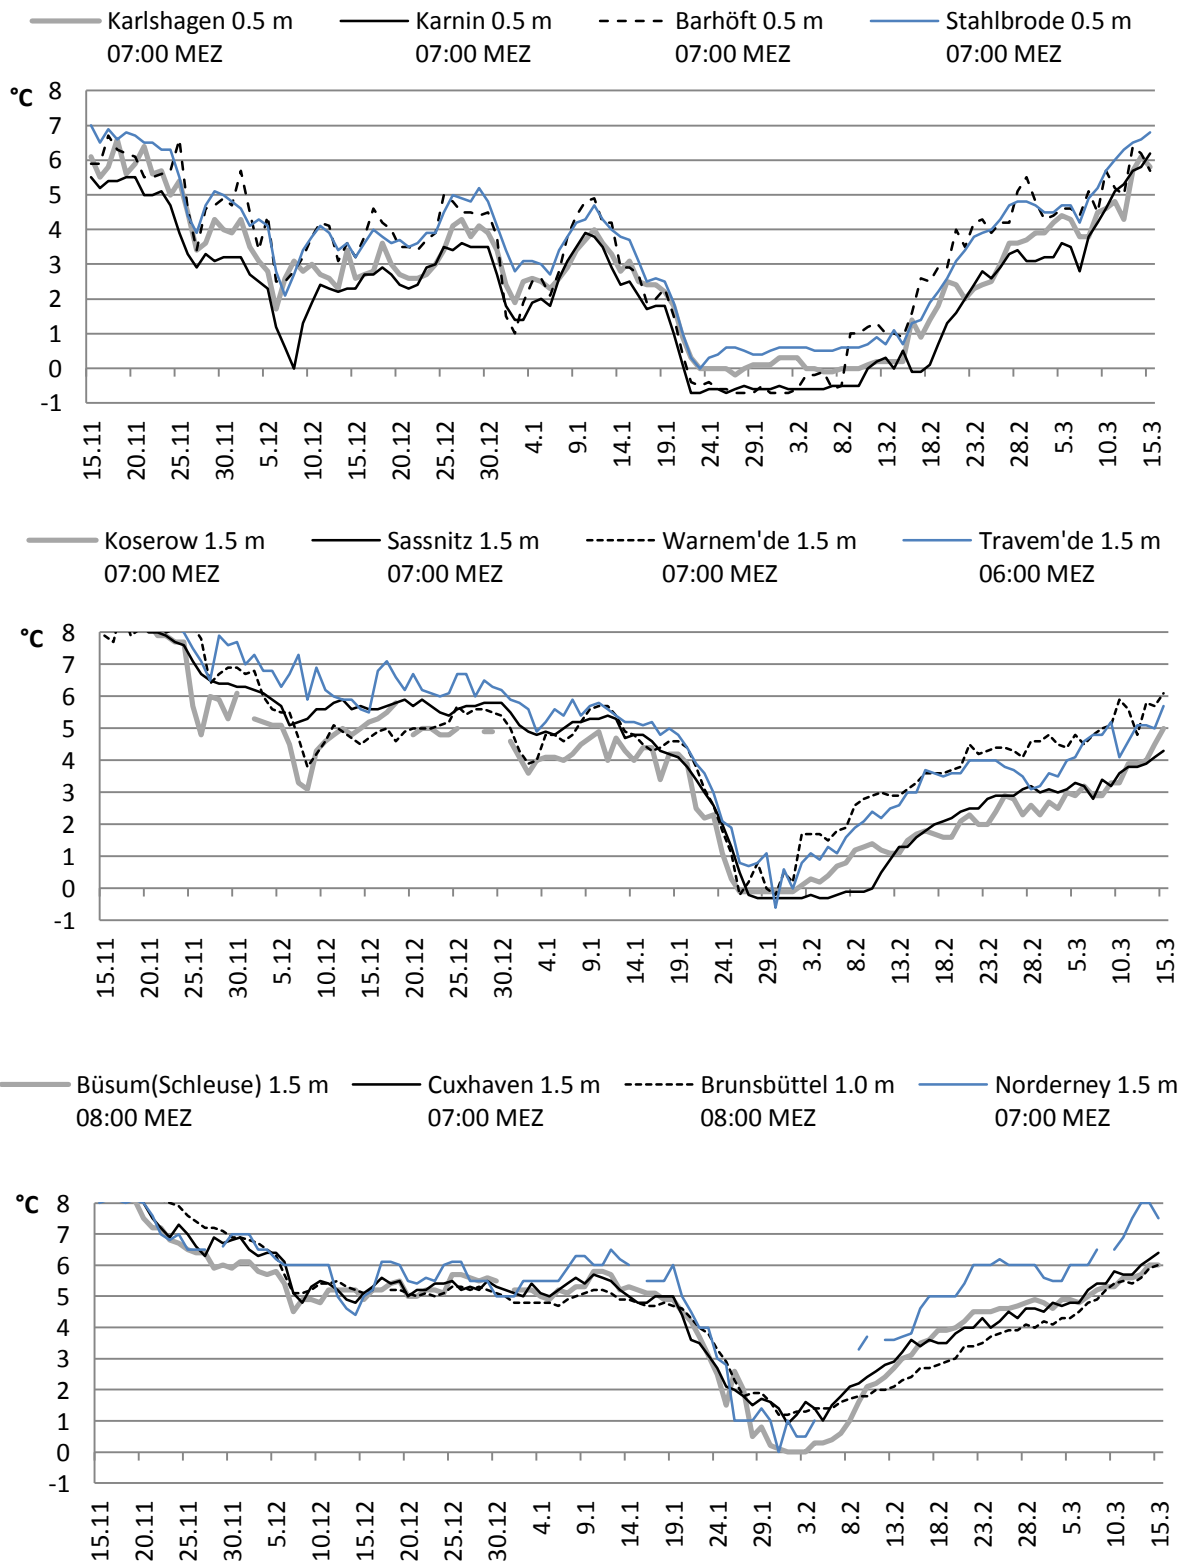 Karlshagen 0.5 m Karnin 0.5 m Barhöft 0.5 m Stahlbrode 0.5 m
07:00 MEZ 07:00 MEZ 07:00 MEZ 07:00 MEZ
°C
8
7
6
5
4
3
2
1
0
-1
15.11 20.11 25.11 30.11 5.12 10.12 15.12 20.12 25.12 30.12 4.1 9.1 14.1 19.1 24.1 29.1 3.2 8.2 13.2 18.2 23.2 28.2 5.3 10.3 15.3
Koserow 1.5 m Sassnitz 1.5 m Warnem'de 1.5 m Travem'de 1.5 m
07:00 MEZ 07:00 MEZ 07:00 MEZ 06:00 MEZ
°C
8
7
6
5
4
3
2
1
0
-1
15.11 20.11 25.11 30.11 5.12 10.12 15.12 20.12 25.12 30.12 4.1 9.1 14.1 19.1 24.1 29.1 3.2 8.2 13.2 18.2 23.2 28.2 5.3 10.3 15.3
Büsum(Schleuse) 1.5 m Cuxhaven 1.5 m Brunsbüttel 1.0 m Norderney 1.5 m
08:00 MEZ 07:00 MEZ 08:00 MEZ 07:00 MEZ
°C
8
7
6
5
4
3
2
1
0
-1
15.11 20.11 25.11 30.11 5.12 10.12 15.12 20.12 25.12 30.12 4.1 9.1 14.1 19.1 24.1 29.1 3.2 8.2 13.2 18.2 23.2 28.2 5.3 10.3 15.3